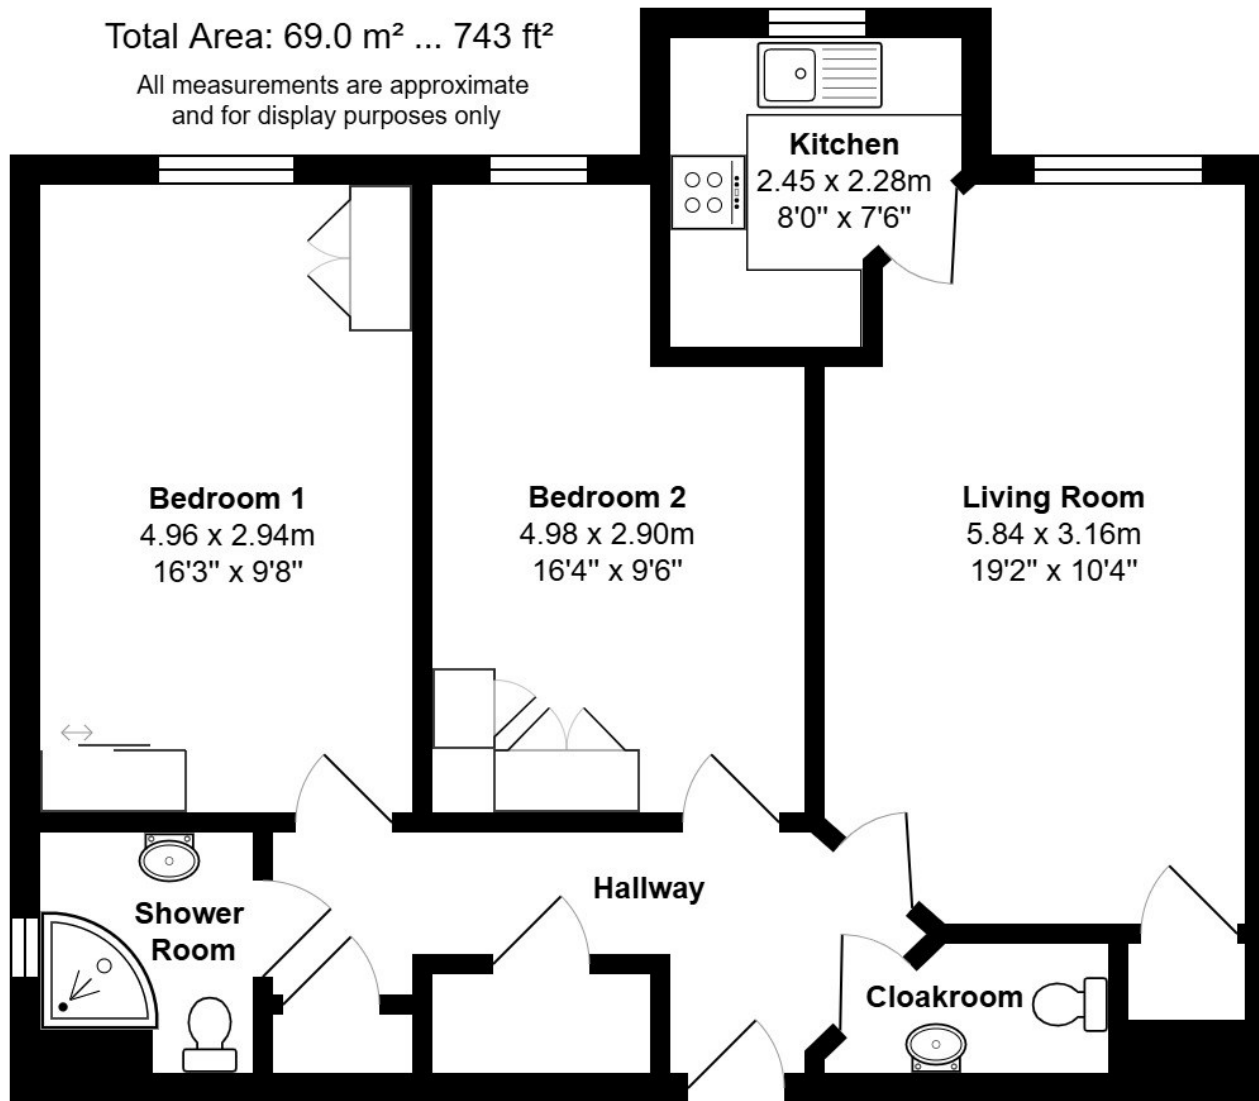 Total Area: 69.0 m² ... 743 ft²
All measurements are approximate
and for display purposes only
Kitchen
2.45 x 2.28m
8'0" x 7'6"
Bedroom 1
4.96 x 2.94m
16'3" x 9'8"
Bedroom 2
4.98 x 2.90m
16'4" x 9'6"
Living Room
5.84 x 3.16m
19'2" x 10'4"
Hallway
Shower
Room
Cloakroom